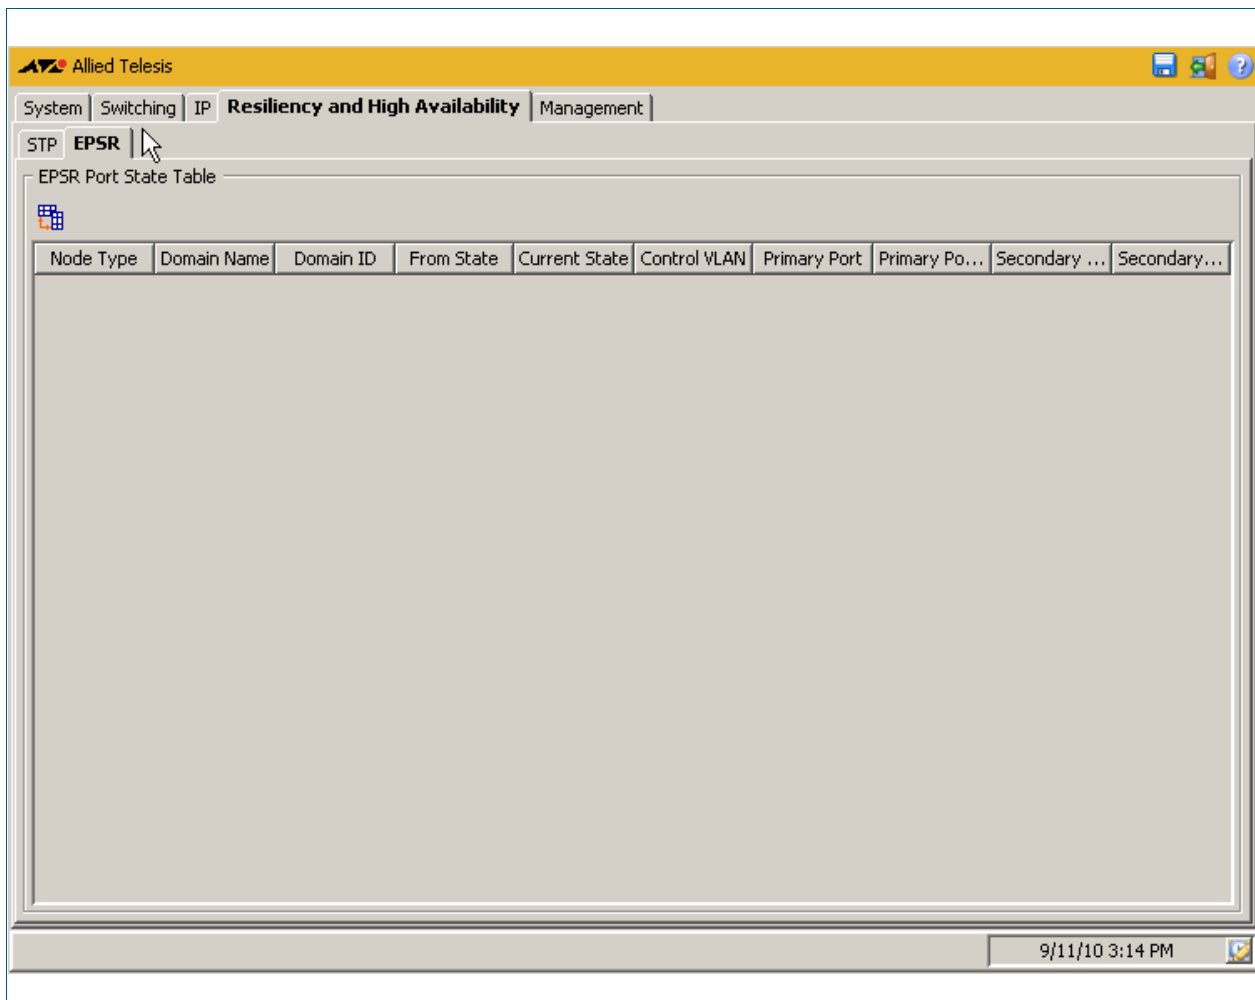 Allied Telesis
System Switching IP Resiliency and High Availability Management
STP EPSR
EPSR Port State Table
Node Type Domain Name Domain ID From State Current State Control VLAN Primary Port Primary Po... Secondary ... Secondary...
9/11/10 3:14 PM